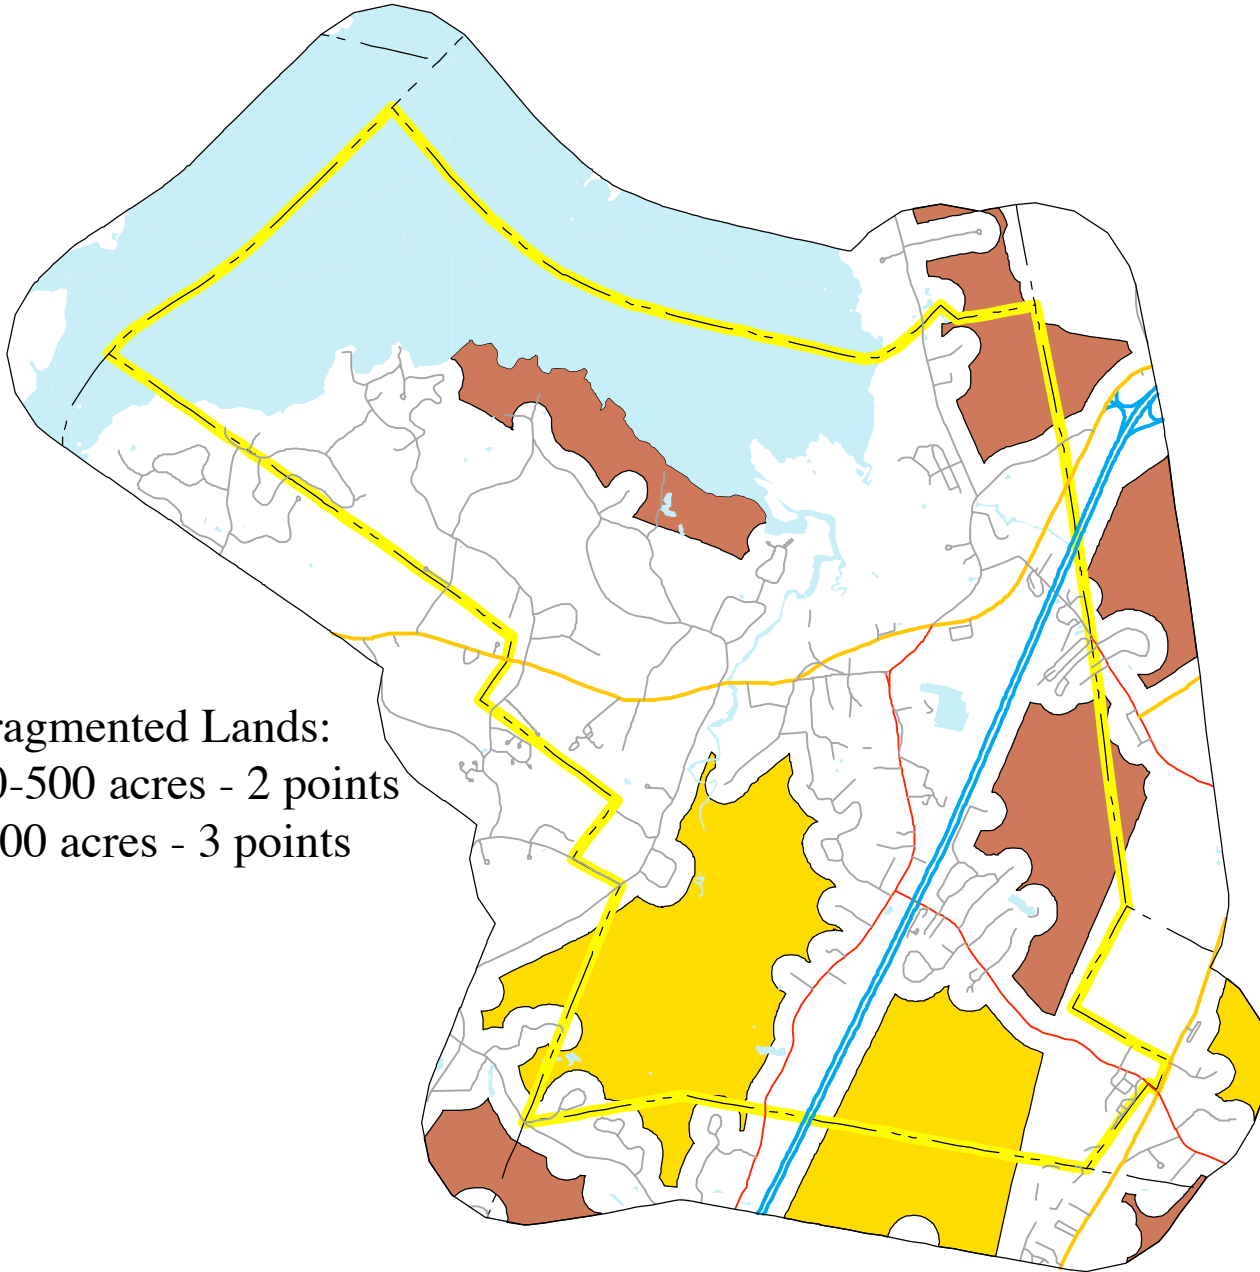 ragmented Lands:
0-500 acres - 2 points
00 acres - 3 points